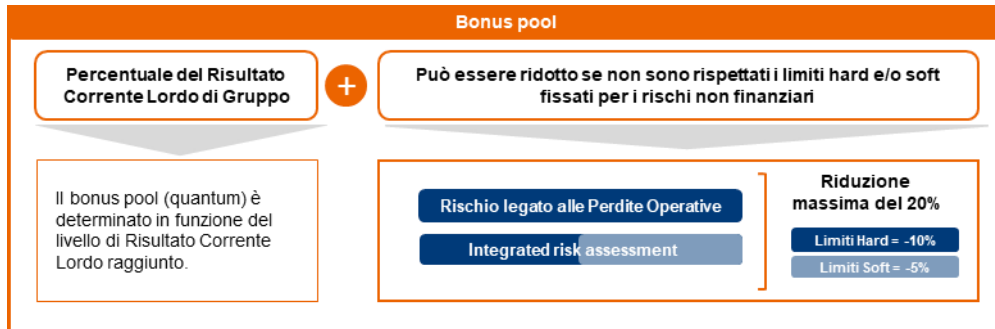 Bonus pool
Percentuale del Risultato
Corrente Lordo di Gruppo
+
Può essere ridotto se non sono rispettati i limiti hard e/o soft
fissati per i rischi non finanziari
Il bonus pool (quantum) è
determinato in funzione del
livello di Risultato Corrente
Lordo raggiunto.
Rischio legato alle Perdite Operative
Integrated risk assessment
Riduzione
massima del 20%
Limiti Hard = -10%
Limiti Soft = -5%